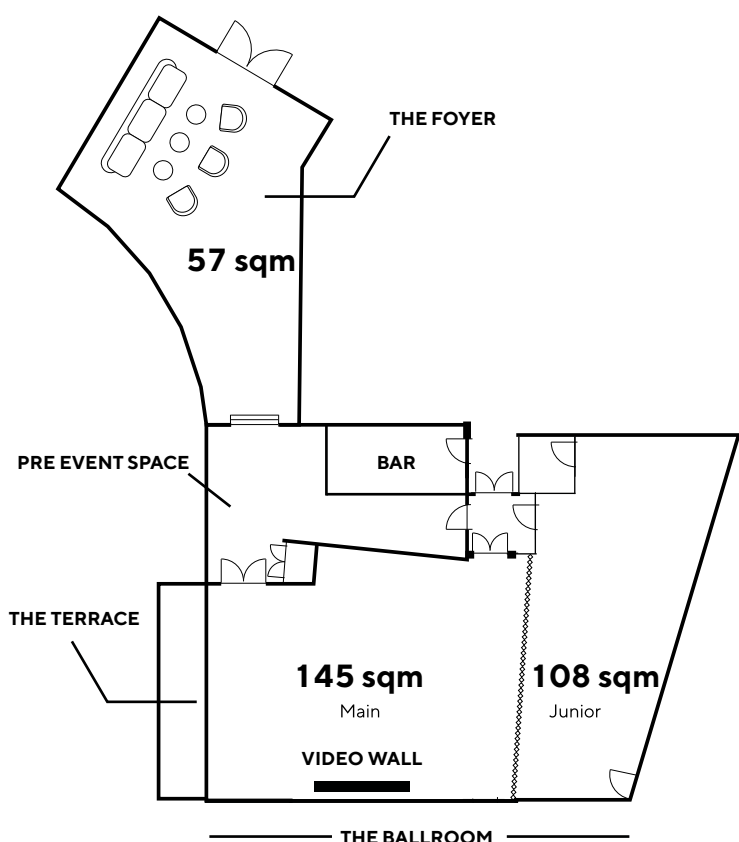 THE FOYER
57 sqm
PRE EVENT SPACE
BAR
THE TERRACE
145 sqm
Main
108 sqm
Junior
VIDEO WALL
THE BALLROOM